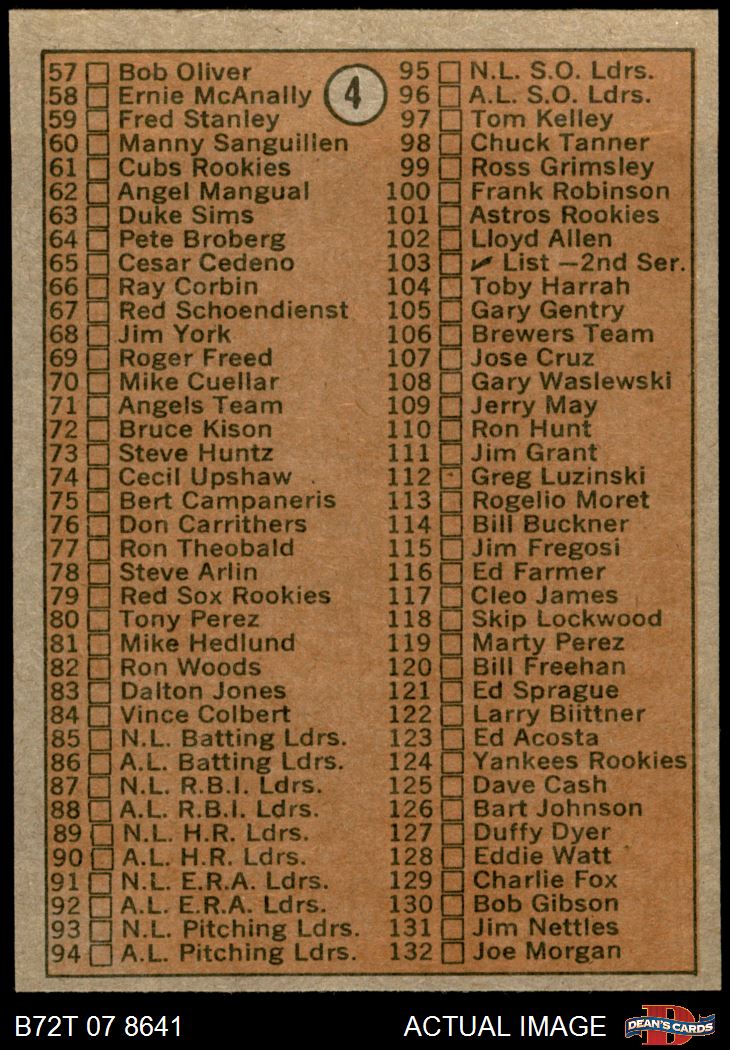 4
57 Bob Oliver
58 Ernie McAnally
59 Fred Stanley
60 Manny Sanguillen
61 Cubs Rookies
62 Angel Mangual
63 Duke Sims
64 Pete Broberg
65 Cesar Cedeno
66 Ray Corbin
67 Red Schoendienst
68 Jim York
69 Roger Freed
70 Mike Cuellar
71 Angels Team
72 Bruce Kison
73 Steve Huntz
74 Cecil Upshaw
75 Bert Campaneris
76 Don Carrithers
77 Ron Theobald
78 Steve Arlin
79 Red Sox Rookies
80 Tony Perez
81 Mike Hedlund
82 Ron Woods
83 Dalton Jones
84 Vince Colbert
85 N.L. Batting Ldrs.
86 A.L. Batting Ldrs.
87 N.L. R.B.I. Ldrs.
88 A.L. R.B.I. Ldrs.
89 N.L. H.R. Ldrs.
90 A.L. H.R. Ldrs.
91 N.L. E.R.A. Ldrs.
92 A.L. E.R.A. Ldrs.
93 N.L. Pitching Ldrs.
94 A.L. Pitching Ldrs.
95 N.L. S.O. Ldrs.
96 A.L. S.O. Ldrs.
97 Tom Kelley
98 Chuck Tanner
99 Ross Grimsley
100 Frank Robinson
101 Astros Rookies
102 Lloyd Allen
103 ✔ List —2nd Ser.
104 Toby Harrah
105 Gary Gentry
106 Brewers Team
107 Jose Cruz
108 Gary Waslewski
109 Jerry May
110 Ron Hunt
111 Jim Grant
112 Greg Luzinski
113 Rogelio Moret
114 Bill Buckner
115 Jim Fregosi
116 Ed Farmer
117 Cleo James
118 Skip Lockwood
119 Marty Perez
120 Bill Freehan
121 Ed Sprague
122 Larry Biittner
123 Ed Acosta
124 Yankees Rookies
125 Dave Cash
126 Bart Johnson
127 Duffy Dyer
128 Eddie Watt
129 Charlie Fox
130 Bob Gibson
131 Jim Nettles
132 Joe Morgan
B72T 07 8641 ACTUAL IMAGE
D
DEAN'S CARDS